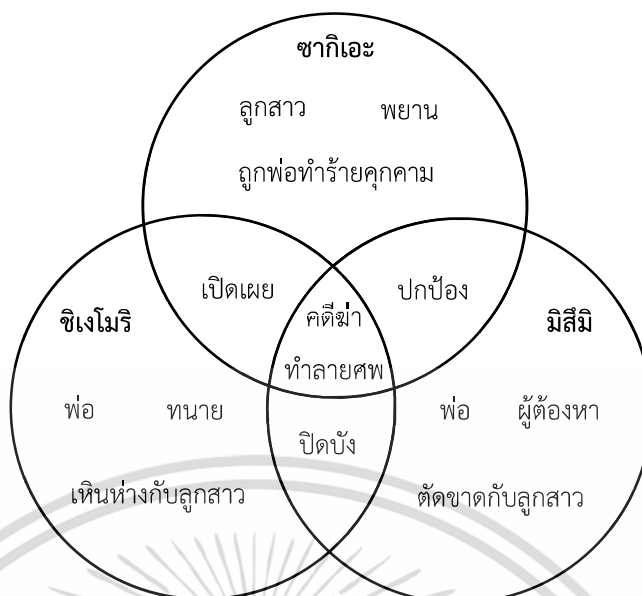 ซากิเอะ
ลูกสาว พยาน
ถูกพ่อทำร้ายคุกคาม
เปิดเผย ปกป้อง
คดีฆ่า
ชิเงโมริ มิสึมิ
ทำลายศพ
พ่อ ทนาย พ่อ ผู้ต้องหา
ปิดบัง
เหินห่างกับลูกสาว ตัดขาดกับลูกสาว